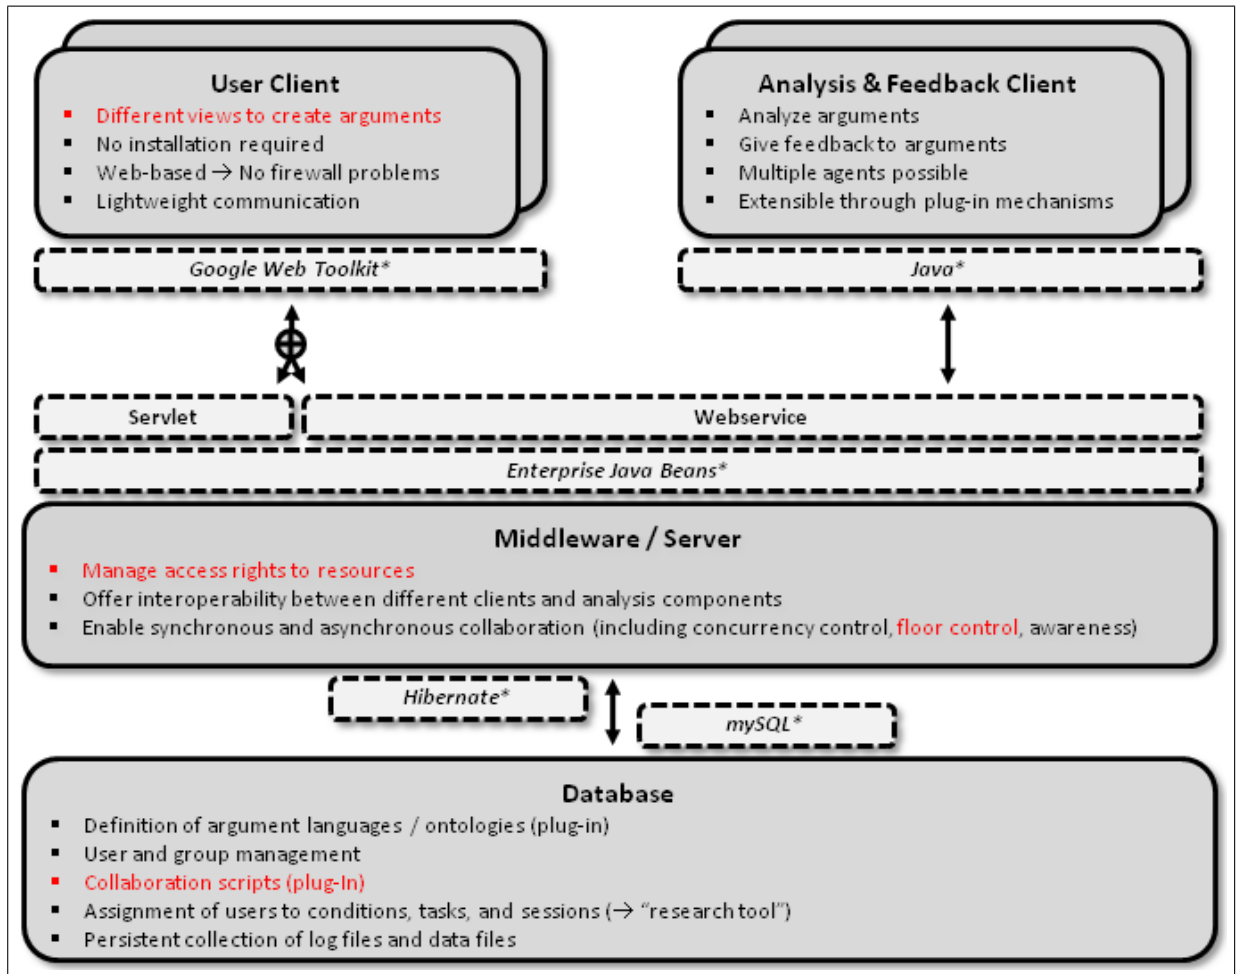 User Client
▪ Different views to create arguments
▪ No installation required
▪ Web-based → No firewall problems
▪ Lightweight communication
Google Web Toolkit*
Analysis & Feedback Client
▪ Analyze arguments
▪ Give feedback to arguments
▪ Multiple agents possible
▪ Extensible through plug-in mechanisms
Java*
Servlet
Webservice
Enterprise Java Beans*
Middleware / Server
▪ Manage access rights to resources
▪ Offer interoperability between different clients and analysis components
▪ Enable synchronous and asynchronous collaboration (including concurrency control, floor control, awareness)
Hibernate*
mySQL*
Database
▪ Definition of argument languages / ontologies (plug-in)
▪ User and group management
▪ Collaboration scripts (plug-In)
▪ Assignment of users to conditions, tasks, and sessions (→ “research tool”)
▪ Persistent collection of log files and data files